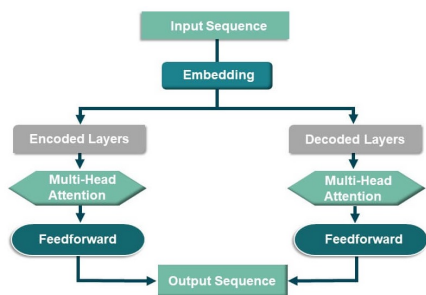 Input Sequence
Embedding
Encoded Layers
Decoded Layers
Multi-Head
Attention
Multi-Head
Attention
Feedforward
Feedforward
Output Sequence